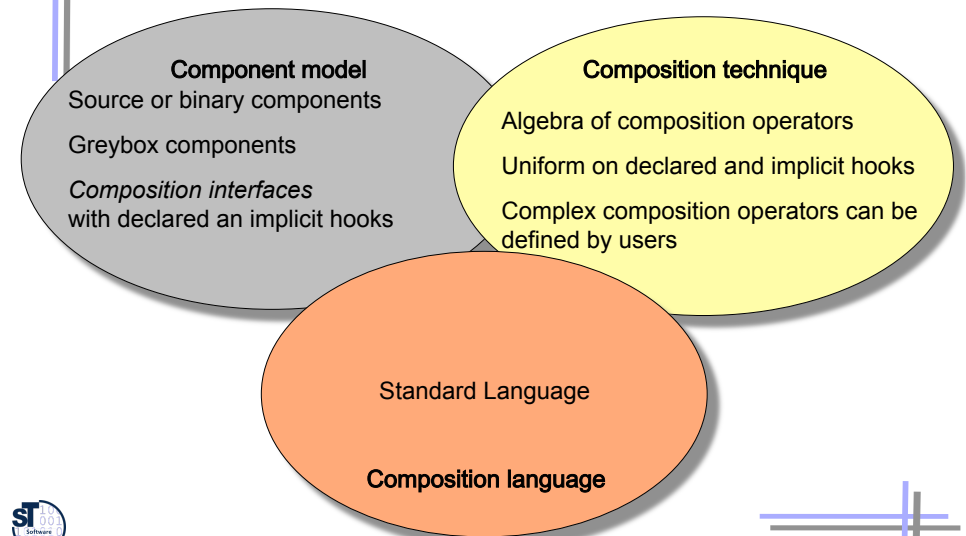 Component model
Source or binary components
Greybox components
Composition interfaces
with declared an implicit hooks
Composition technique
Algebra of composition operators
Uniform on declared and implicit hooks
Complex composition operators can be
defined by users
Standard Language
Composition language
ST
Software